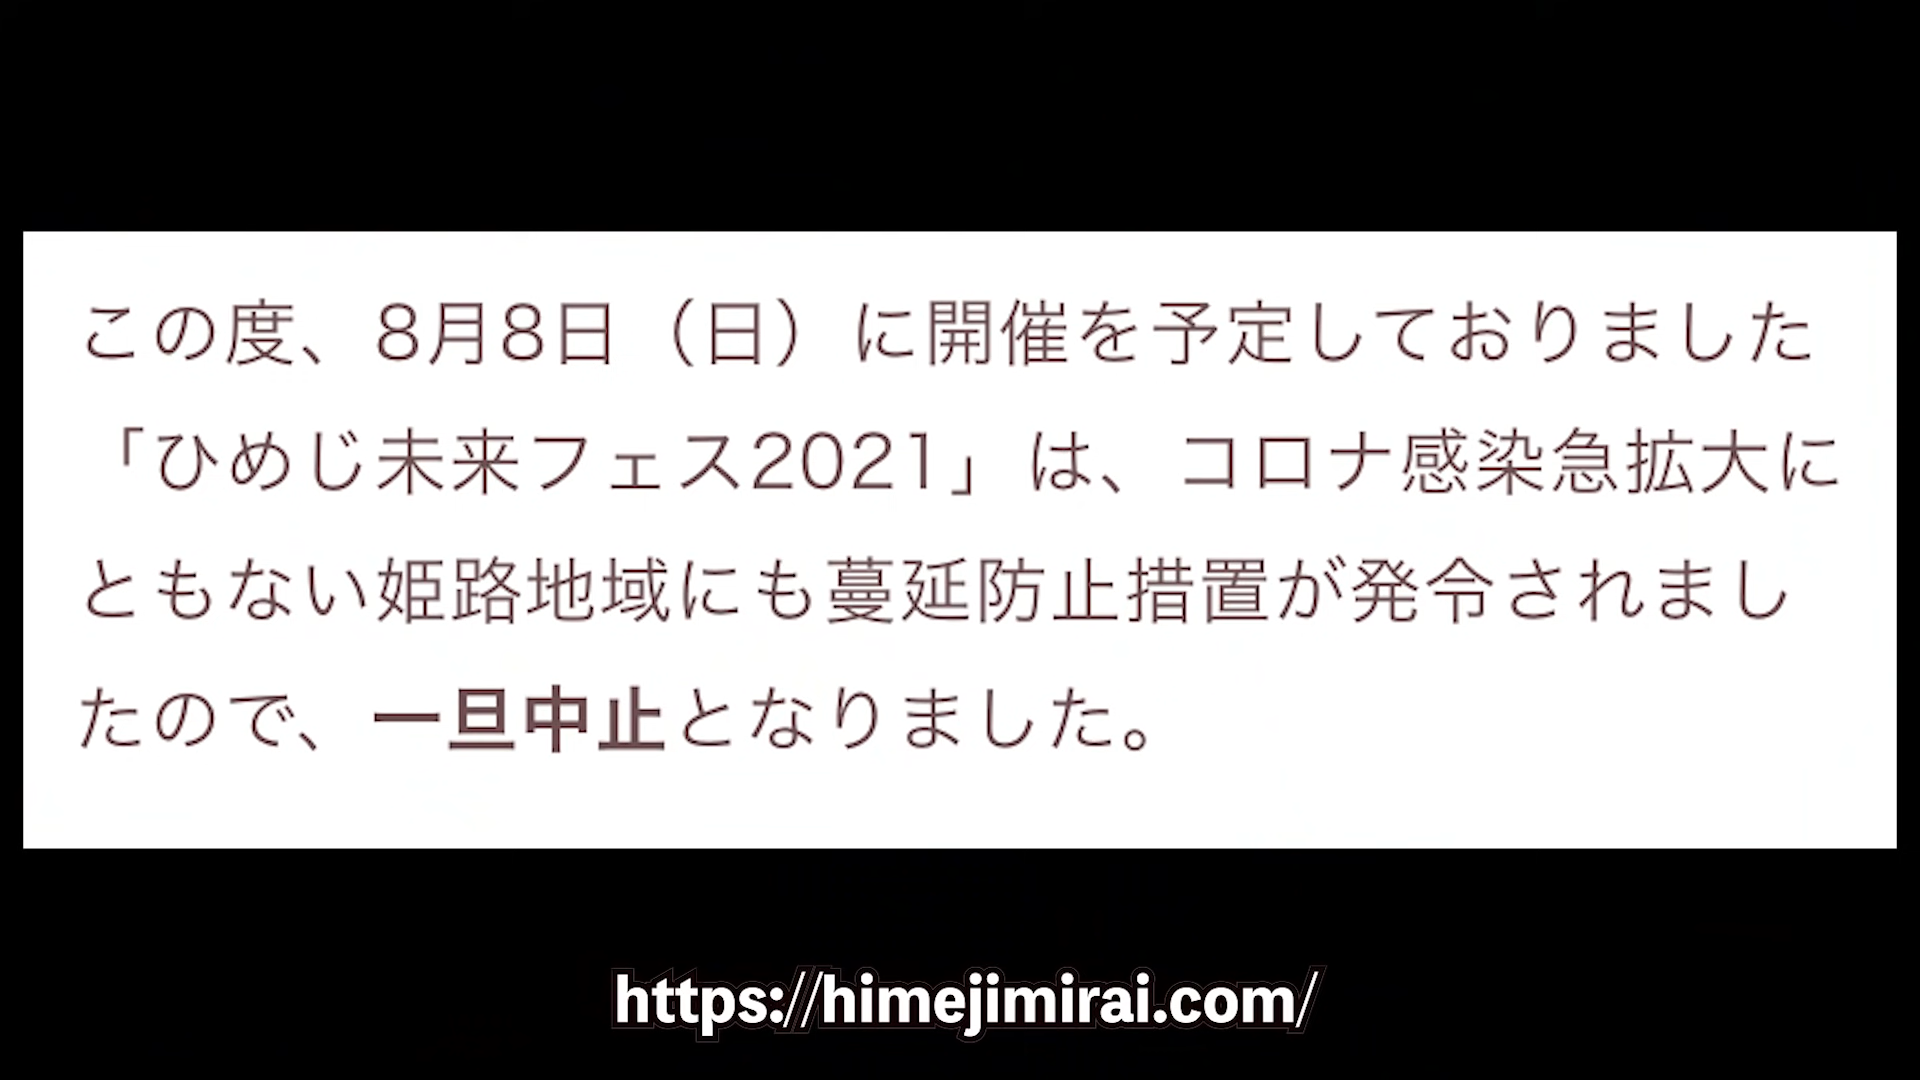 この度、8月8日（日）に開催を予定しておりました
「ひめじ未来フェス2021」は、コロナ感染急拡大に
ともない姫路地域にも蔓延防止措置が発令されまし
たので、一旦中止となりました。
https://himejimirai.com/